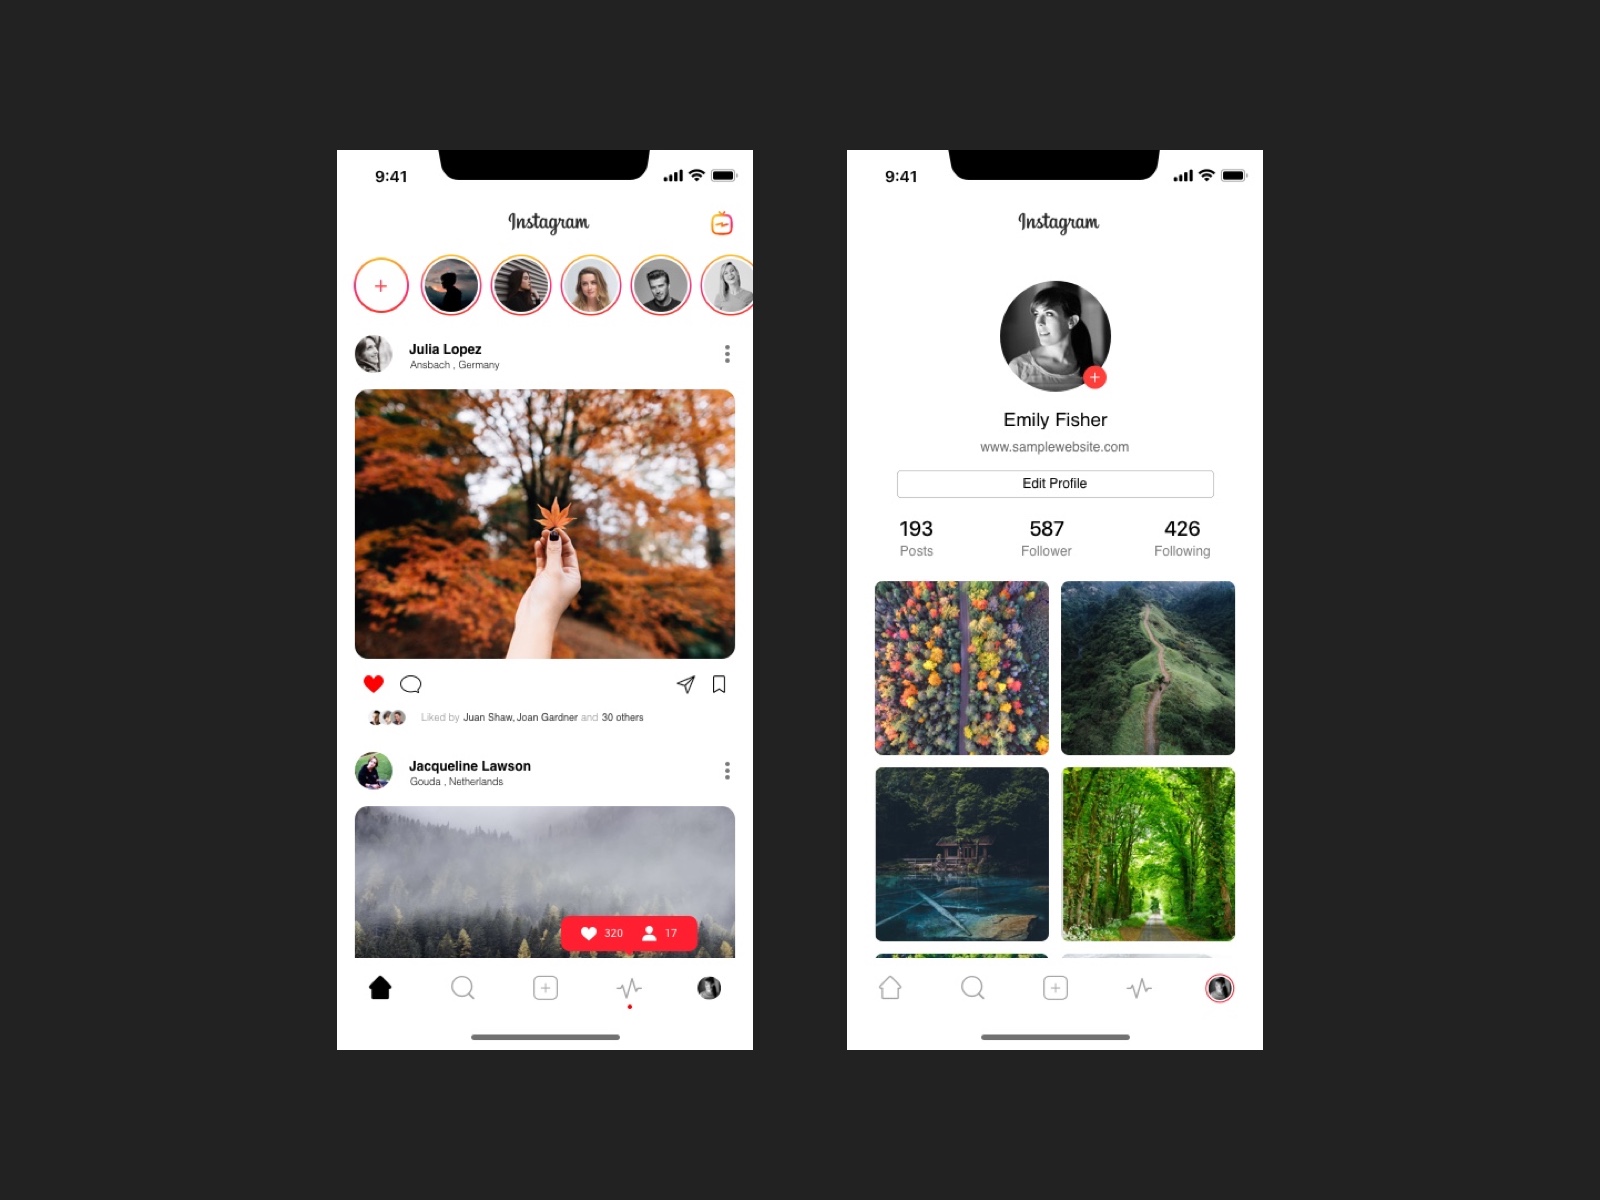 9:41
Instagram
Julia Lopez
Ansbach , Germany
Liked by Juan Shaw, Joan Gardner and 30 others
Jacqueline Lawson
Gouda , Netherlands
320 17
9:41
Instagram
Emily Fisher
www.samplewebsite.com
Edit Profile
193 587 426
Posts Follower Following